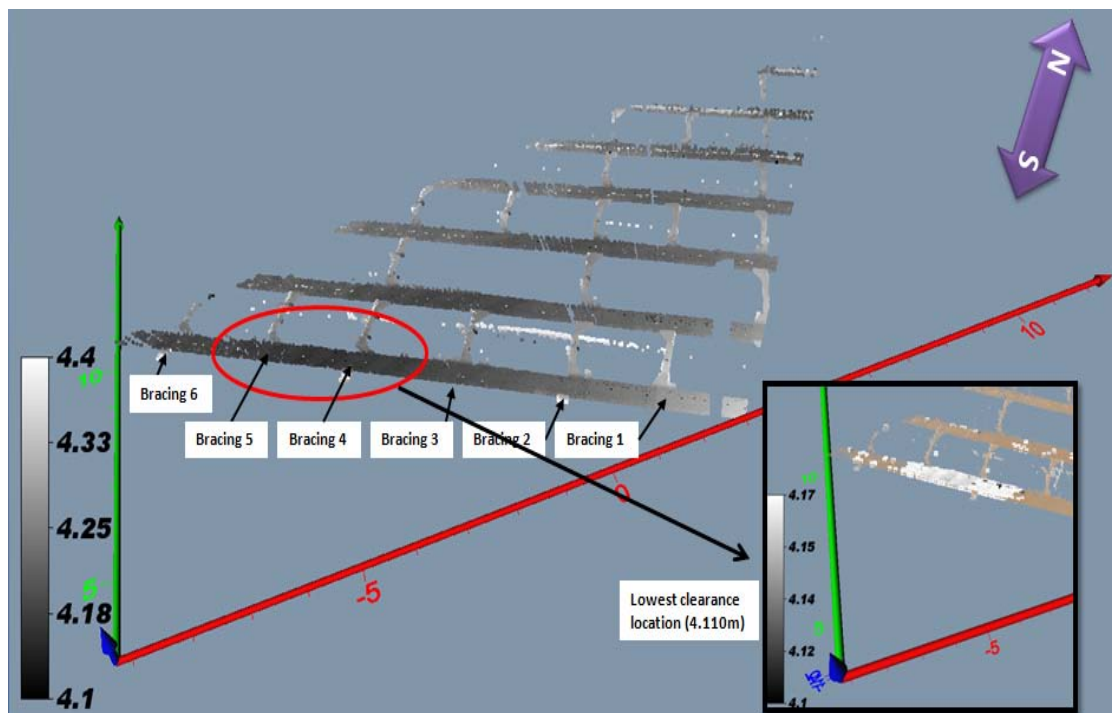 N
S
10
4.4
10
4.33
4.25
5
4.18
4.1
Bracing 6
Bracing 5
Bracing 4
Bracing 3
Bracing 2
Bracing 1
0
-5
Lowest clearance
location (4.110m)
4.17
4.15
4.14
4.12
4.1
-5